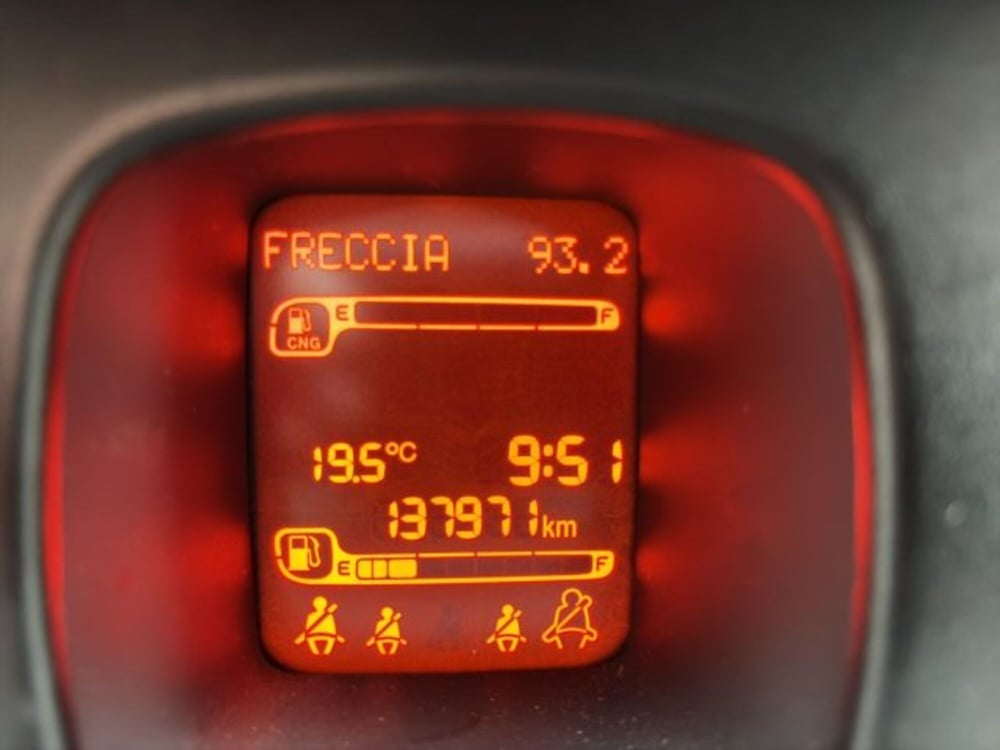 FRECCIA 93.2
E F
CNG
19.5°C 9:51
137971km
E F